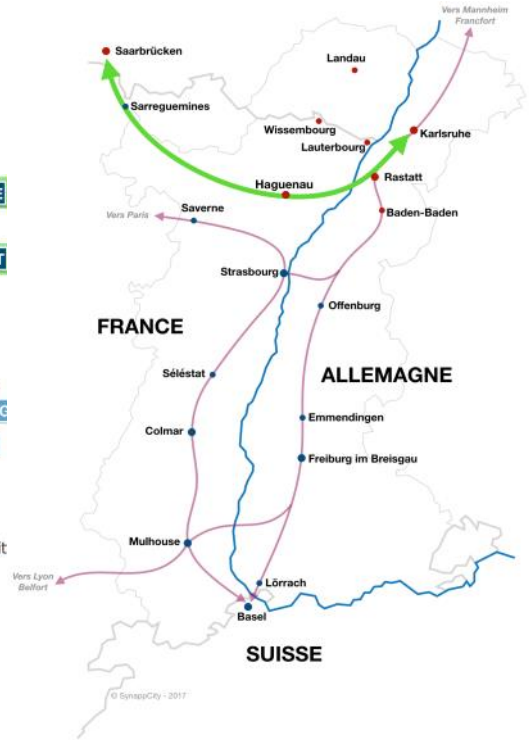 Vers Mannheim
Francfort
Saarbrücken
Landau
Sarreguemines
Wissembourg
Karlsruhe
Lauterbourg
Rastatt
Haguenau
E
Saverne
Baden-Baden
Vers Paris
T
Strasbourg
Offenburg
FRANCE
Séléstat
ALLEMAGNE
G
Emmendingen
Colmar
Freiburg im Breisgau
Mulhouse
it
Vers Lyon
Belfort
Lörrach
Basel
SUISSE
© SynappCity - 2017